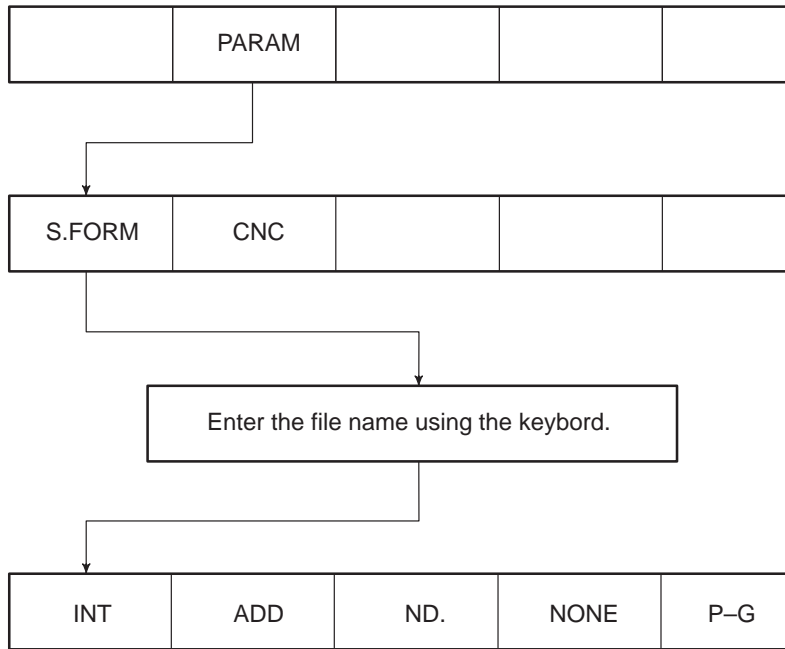 PARAM
S.FORM CNC
Enter the file name using the keybord.
INT ADD ND. NONE P–G